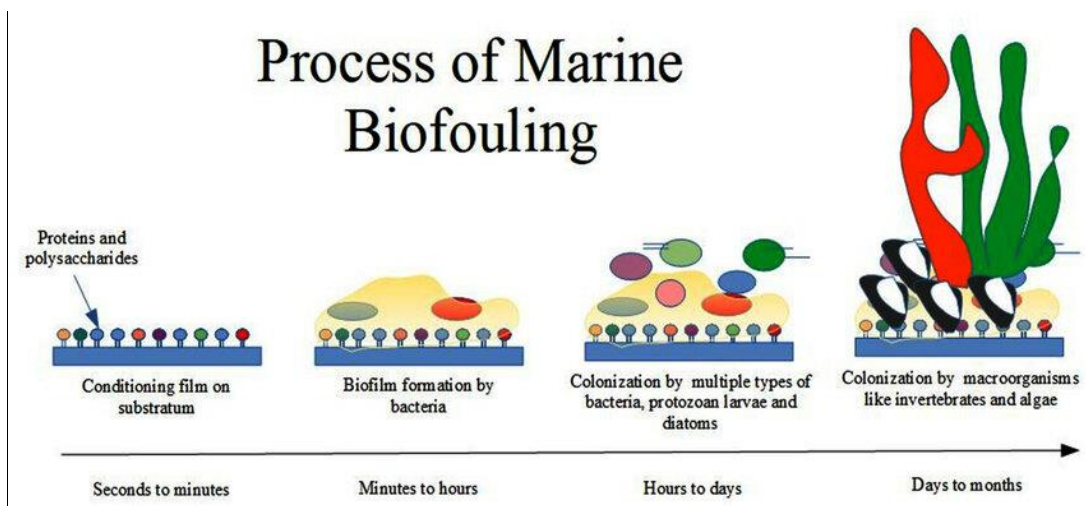 Process of Marine
Biofouling
Proteins and
polysaccharides
Conditioning film on
substratum
Biofilm formation by
bacteria
Colonization by multiple types of
bacteria, protozoan larvae and
diatoms
Colonization by macroorganisms
like invertebrates and algae
Seconds to minutes
Minutes to hours
Hours to days
Days to months